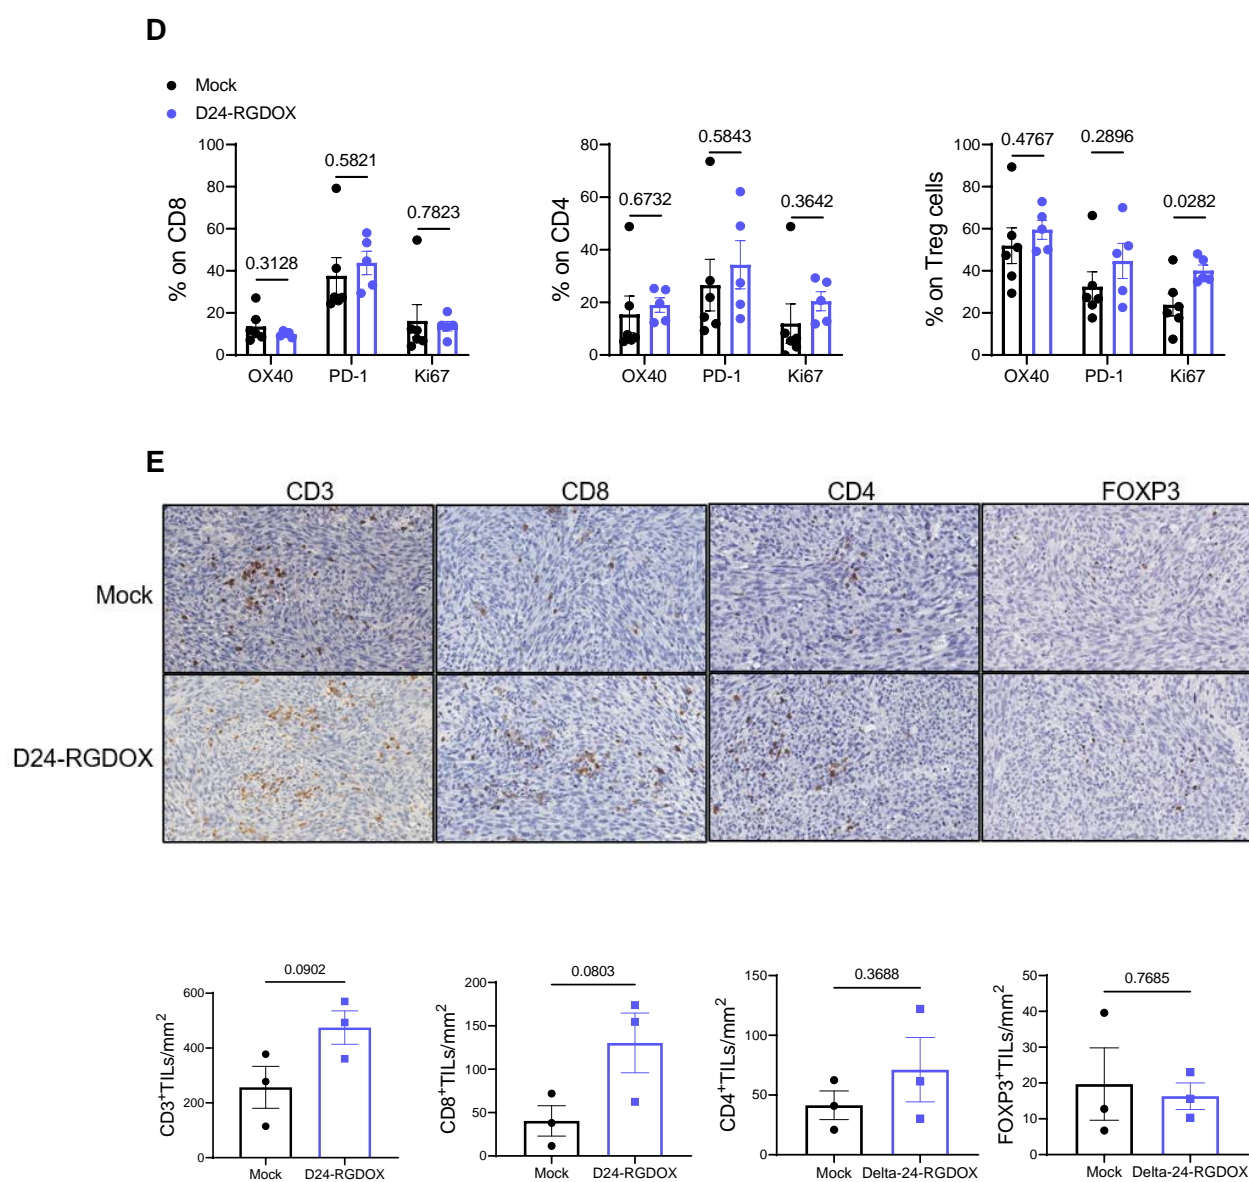 D
Mock
D24-RGDOX
% on CD8
100
80
60
40
20
0
0.3128
0.5821
0.7823
OX40 PD-1 Ki67
% on CD4
80
60
40
20
0
0.6732
0.5843
0.3642
OX40 PD-1 Ki67
% on Treg cells
100
80
60
40
20
0
0.4767
0.2896
0.0282
OX40 PD-1 Ki67
E
CD3 CD8 CD4 FOXP3
Mock
D24-RGDOX
CD3⁺TILs/mm²
600
400
200
0
0.0902
Mock D24-RGDOX
CD8⁺TILs/mm²
200
150
100
50
0
0.0803
Mock D24-RGDOX
CD4⁺TILs/mm²
150
100
50
0
0.3688
Mock Delta-24-RGDOX
FOXP3⁺TILs/mm²
50
40
30
20
10
0
0.7685
Mock Delta-24-RGDOX